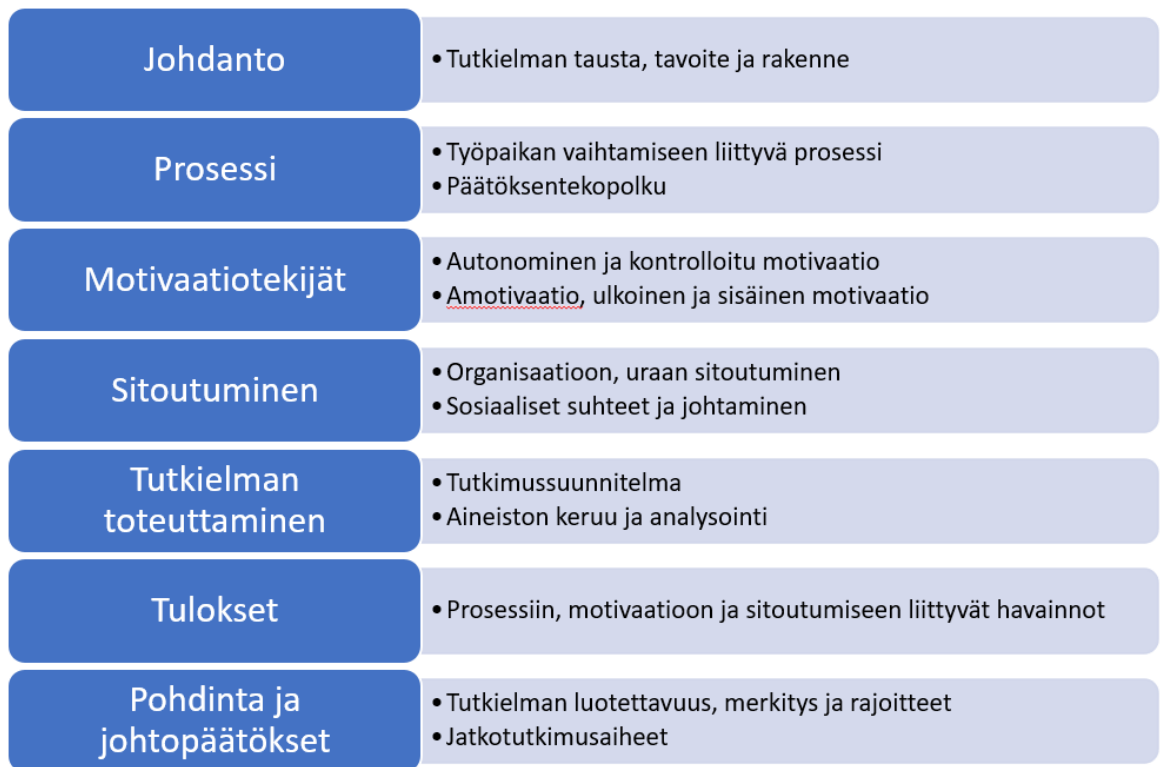 Johdanto
• Tutkielman tausta, tavoite ja rakenne
Prosessi
• Työpaikan vaihtamiseen liittyvä prosessi
• Päätöksentekopolku
Motivaatiotekijät
• Autonominen ja kontrolloitu motivaatio
• Amotivaatio, ulkoinen ja sisäinen motivaatio
Sitoutuminen
• Organisaatioon, uraan sitoutuminen
• Sosiaaliset suhteet ja johtaminen
Tutkielman
toteuttaminen
• Tutkimussuunnitelma
• Aineiston keruu ja analysointi
Tulokset
• Prosessiin, motivaatioon ja sitoutumiseen liittyvät havainnot
Pohdinta ja
johtopäätökset
• Tutkielman luotettavuus, merkitys ja rajoitteet
• Jatkotutkimusaiheet